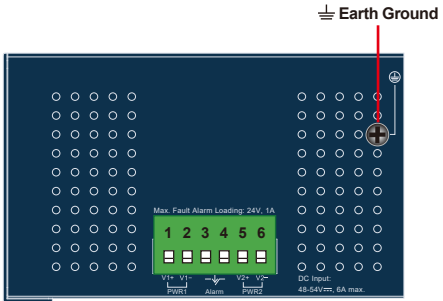 Earth Ground
Max. Fault Alarm Loading: 24V, 1A
1 2 3 4 5 6
V1+ V1− V2+ V2−
PWR1 Alarm PWR2
DC Input:
48-54V⎓, 6A max.